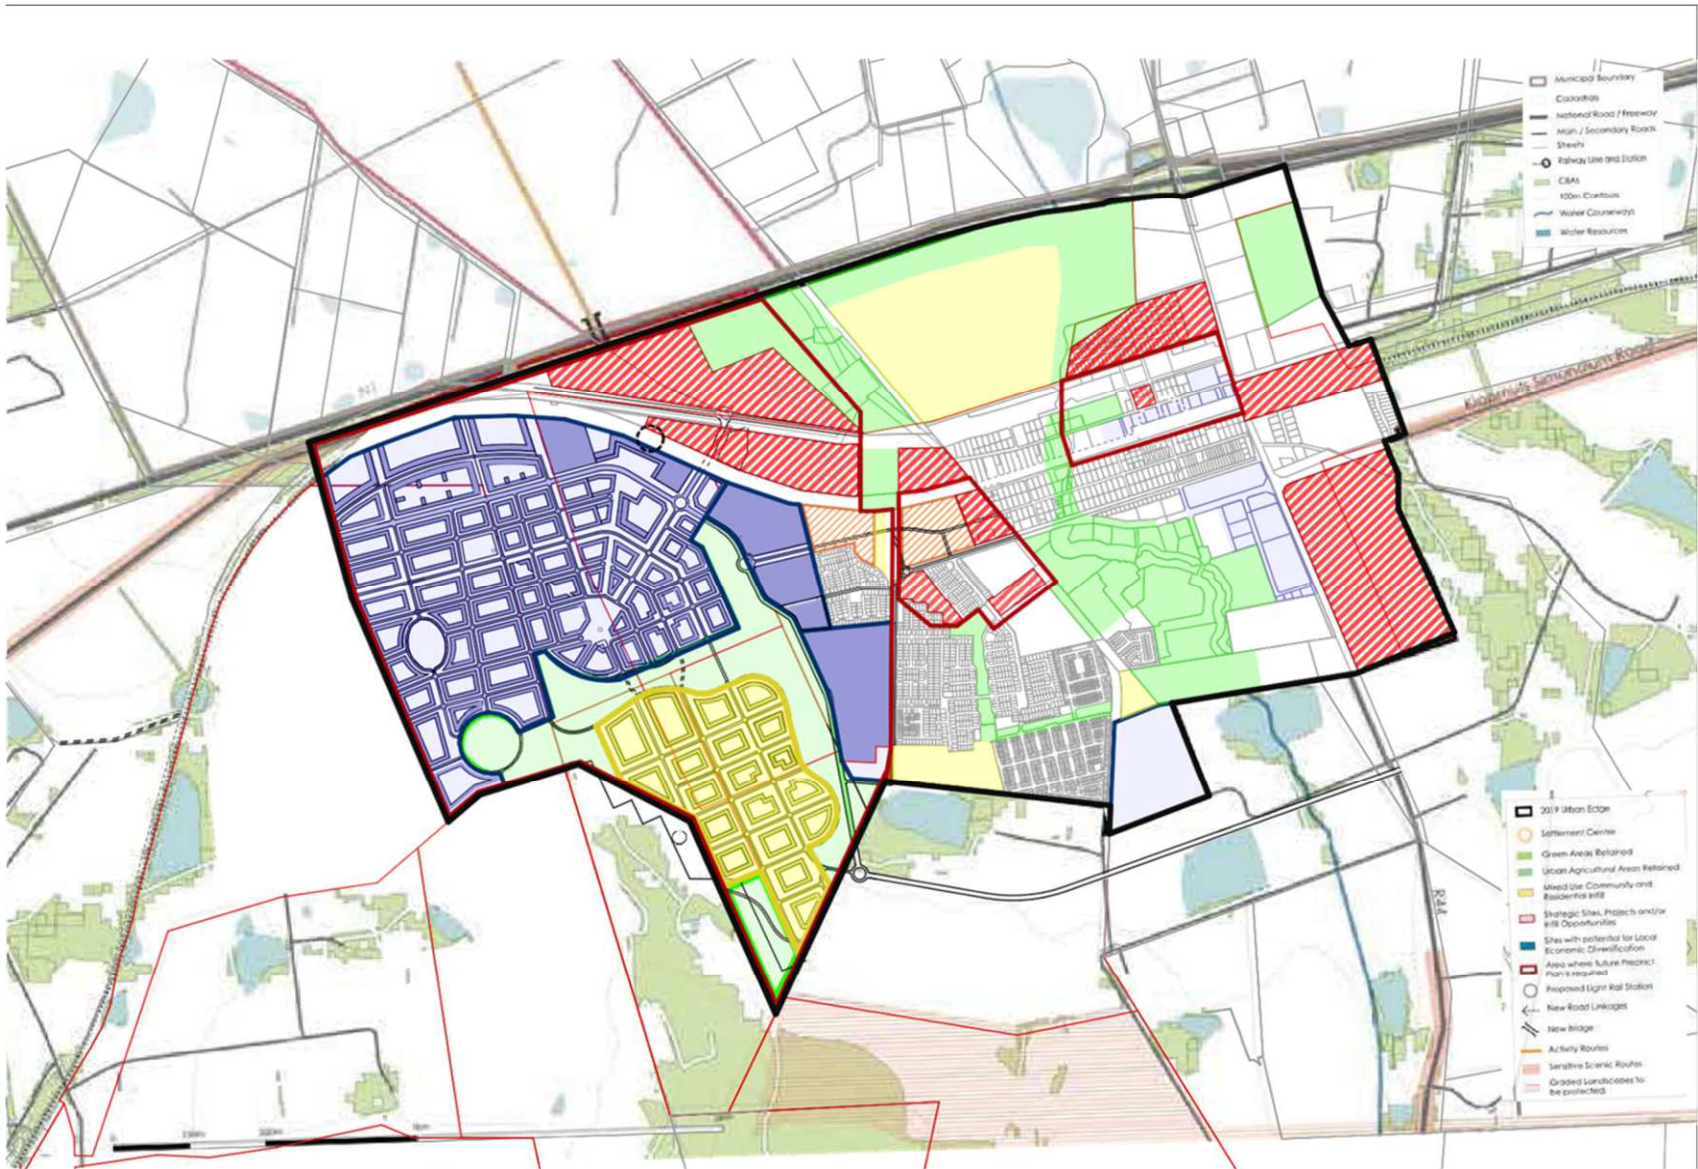 Municipal Boundary
Cadastrals
National Road / Freeway
Main / Secondary Roads
Streets
Railway Line and Station
CBAs
100m Contours
Water Courseways
Water Resources
N1
Klapmuts Simondium Road
R44
2019 Urban Edge
Settlement Center
Green Areas Retained
Urban Agricultural Areas Retained
Mixed Use Community and
Residential Infill
Strategic Sites, Projects and/or
Infill Opportunities
Sites with potential for Local
Economic Diversification
Area where future Precinct
Plan is required
Proposed Light Rail Station
New Road Linkages
New Bridge
Activity Routes
Sensitive Scenic Routes
Graded Landscapes to
be protected
0
1km